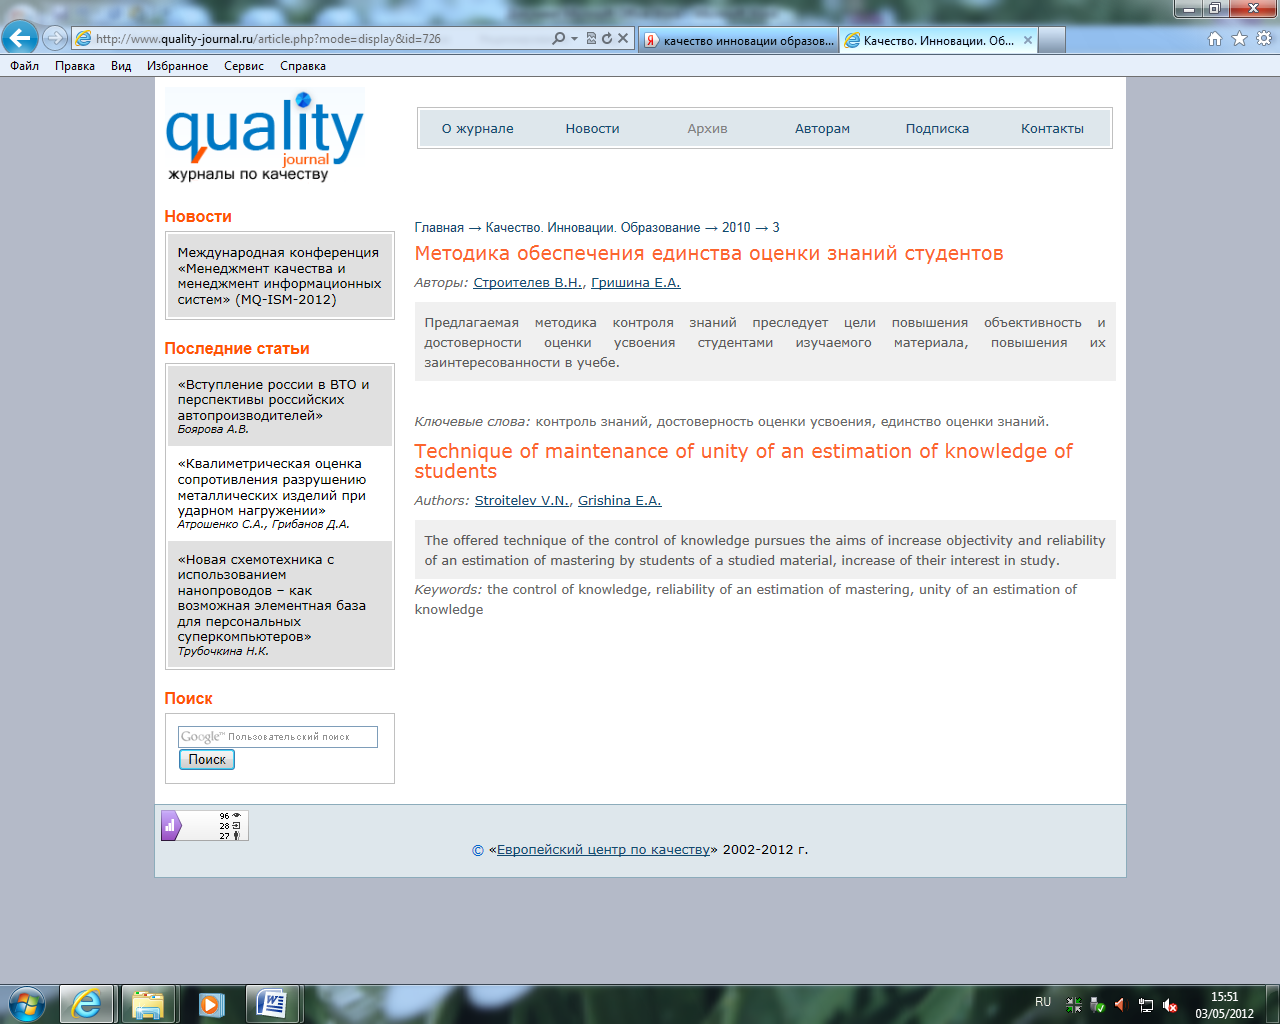 http://www.quality-journal.ru/article.php?mode=display&id=726
качество инновации образов...
Качество. Инновации. Об...
Файл Правка Вид Избранное Сервис Справка
quality
journal
журналы по качеству
О журнале Новости Архив Авторам Подписка Контакты
Новости
Международная конференция
«Менеджмент качества и
менеджмент информационных
систем» (MQ-ISM-2012)
Последние статьи
«Вступление россии в ВТО и
перспективы российских
автопроизводителей»
Боярова А.В.
«Квалиметрическая оценка
сопротивления разрушению
металлических изделий при
ударном нагружении»
Атрошенко С.А., Грибанов Д.А.
«Новая схемотехника с
использованием
нанопроводов – как
возможная элементная база
для персональных
суперкомпьютеров»
Трубочкина Н.К.
Поиск
Google™ Пользовательский поиск
Поиск
Главная → Качество. Инновации. Образование → 2010 → 3
Методика обеспечения единства оценки знаний студентов
Авторы: Строителев В.Н., Гришина Е.А.
Предлагаемая методика контроля знаний преследует цели повышения объективность и
достоверности оценки усвоения студентами изучаемого материала, повышения их
заинтересованности в учебе.
Ключевые слова: контроль знаний, достоверность оценки усвоения, единство оценки знаний.
Technique of maintenance of unity of an estimation of knowledge of
students
Authors: Stroitelev V.N., Grishina E.A.
The offered technique of the control of knowledge pursues the aims of increase objectivity and reliability
of an estimation of mastering by students of a studied material, increase of their interest in study.
Keywords: the control of knowledge, reliability of an estimation of mastering, unity of an estimation of
knowledge
96
28
27
© «Европейский центр по качеству» 2002-2012 г.
RU
15:51
03/05/2012